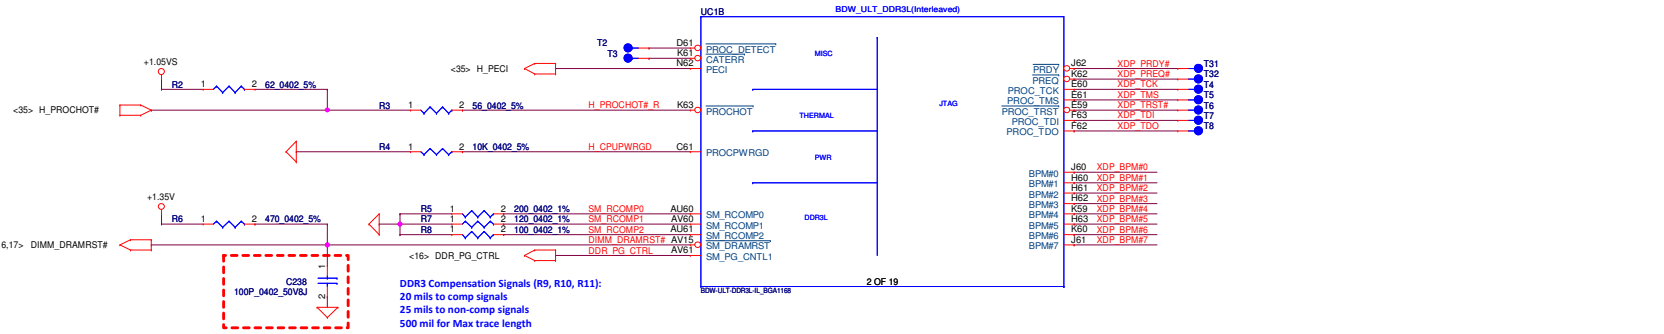 UC1B
BDW_ULT_DDR3L(Interleaved)
T2
D61
PROC_DETECT
MISC
T3
K61
CATERR
<35> H_PECI
N62
PECI
J62 XDP_PRDY# T31
PRDY
K62 XDP_PREQ# T32
PREQ
E60 XDP_TCK T4
PROC_TCK
E61 XDP_TMS T5
PROC_TMS
E59 XDP_TRST# T6
PROC_TRST
F63 XDP_TDI T7
PROC_TDI
F62 XDP_TDO T8
PROC_TDO
JTAG
+1.05VS
R2 1 2 62_0402_5%
<35> H_PROCHOT#
R3 1 2 56_0402_5% H_PROCHOT#_R K63
PROCHOT
THERMAL
R4 1 2 10K_0402_5% H_CPUPWRGD C61
PROCPWRGD
PWR
J60 XDP_BPM#0
BPM#0
H60 XDP_BPM#1
BPM#1
H61 XDP_BPM#2
BPM#2
H62 XDP_BPM#3
BPM#3
K59 XDP_BPM#4
BPM#4
H63 XDP_BPM#5
BPM#5
K60 XDP_BPM#6
BPM#6
J61 XDP_BPM#7
BPM#7
+1.35V
R6 1 2 470_0402_5%
R5 1 2 200_0402_1% SM_RCOMP0 AU60
SM_RCOMP0
R7 1 2 120_0402_1% SM_RCOMP1 AV60
SM_RCOMP1
R8 1 2 100_0402_1% SM_RCOMP2 AU61
SM_RCOMP2
DDR3L
6,17> DIMM_DRAMRST#
DIMM_DRAMRST# AV15
SM_DRAMRST
<16> DDR_PG_CTRL
DDR_PG_CTRL AV61
SM_PG_CNTL1
2 OF 19
BDW-ULT-DDR3L-IL_BGA1168
1
C238
100P_0402_50V8J
2
DDR3 Compensation Signals (R9, R10, R11):
20 mils to comp signals
25 mils to non-comp signals
500 mil for Max trace length